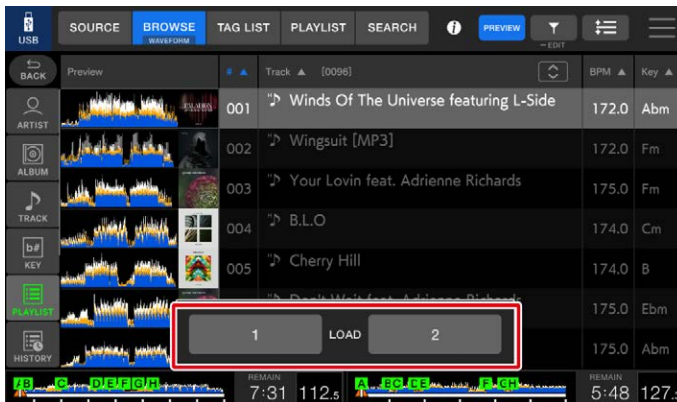 USB
SOURCE BROWSE TAG LIST PLAYLIST SEARCH i PREVIEW
WAVEFORM
– EDIT
BACK Preview # ▲ Track ▲ [0096] BPM ▲ Key ▲
ARTIST
001 Winds Of The Universe featuring L-Side 172.0 Abm
ALBUM
002 Wingsuit [MP3] 172.0 Fm
TRACK
003 Your Lovin feat. Adrienne Richards 175.0 Fm
b#
KEY
004 B.L.O 174.0 Cm
005 Cherry Hill 174.0 B
PLAYLIST
175.0 Ebm
HISTORY
175.0 Abm
1 LOAD 2
A B C D E F G H
REMAIN
7:31 112.5
A B C D E F G H
REMAIN
5:48 127.